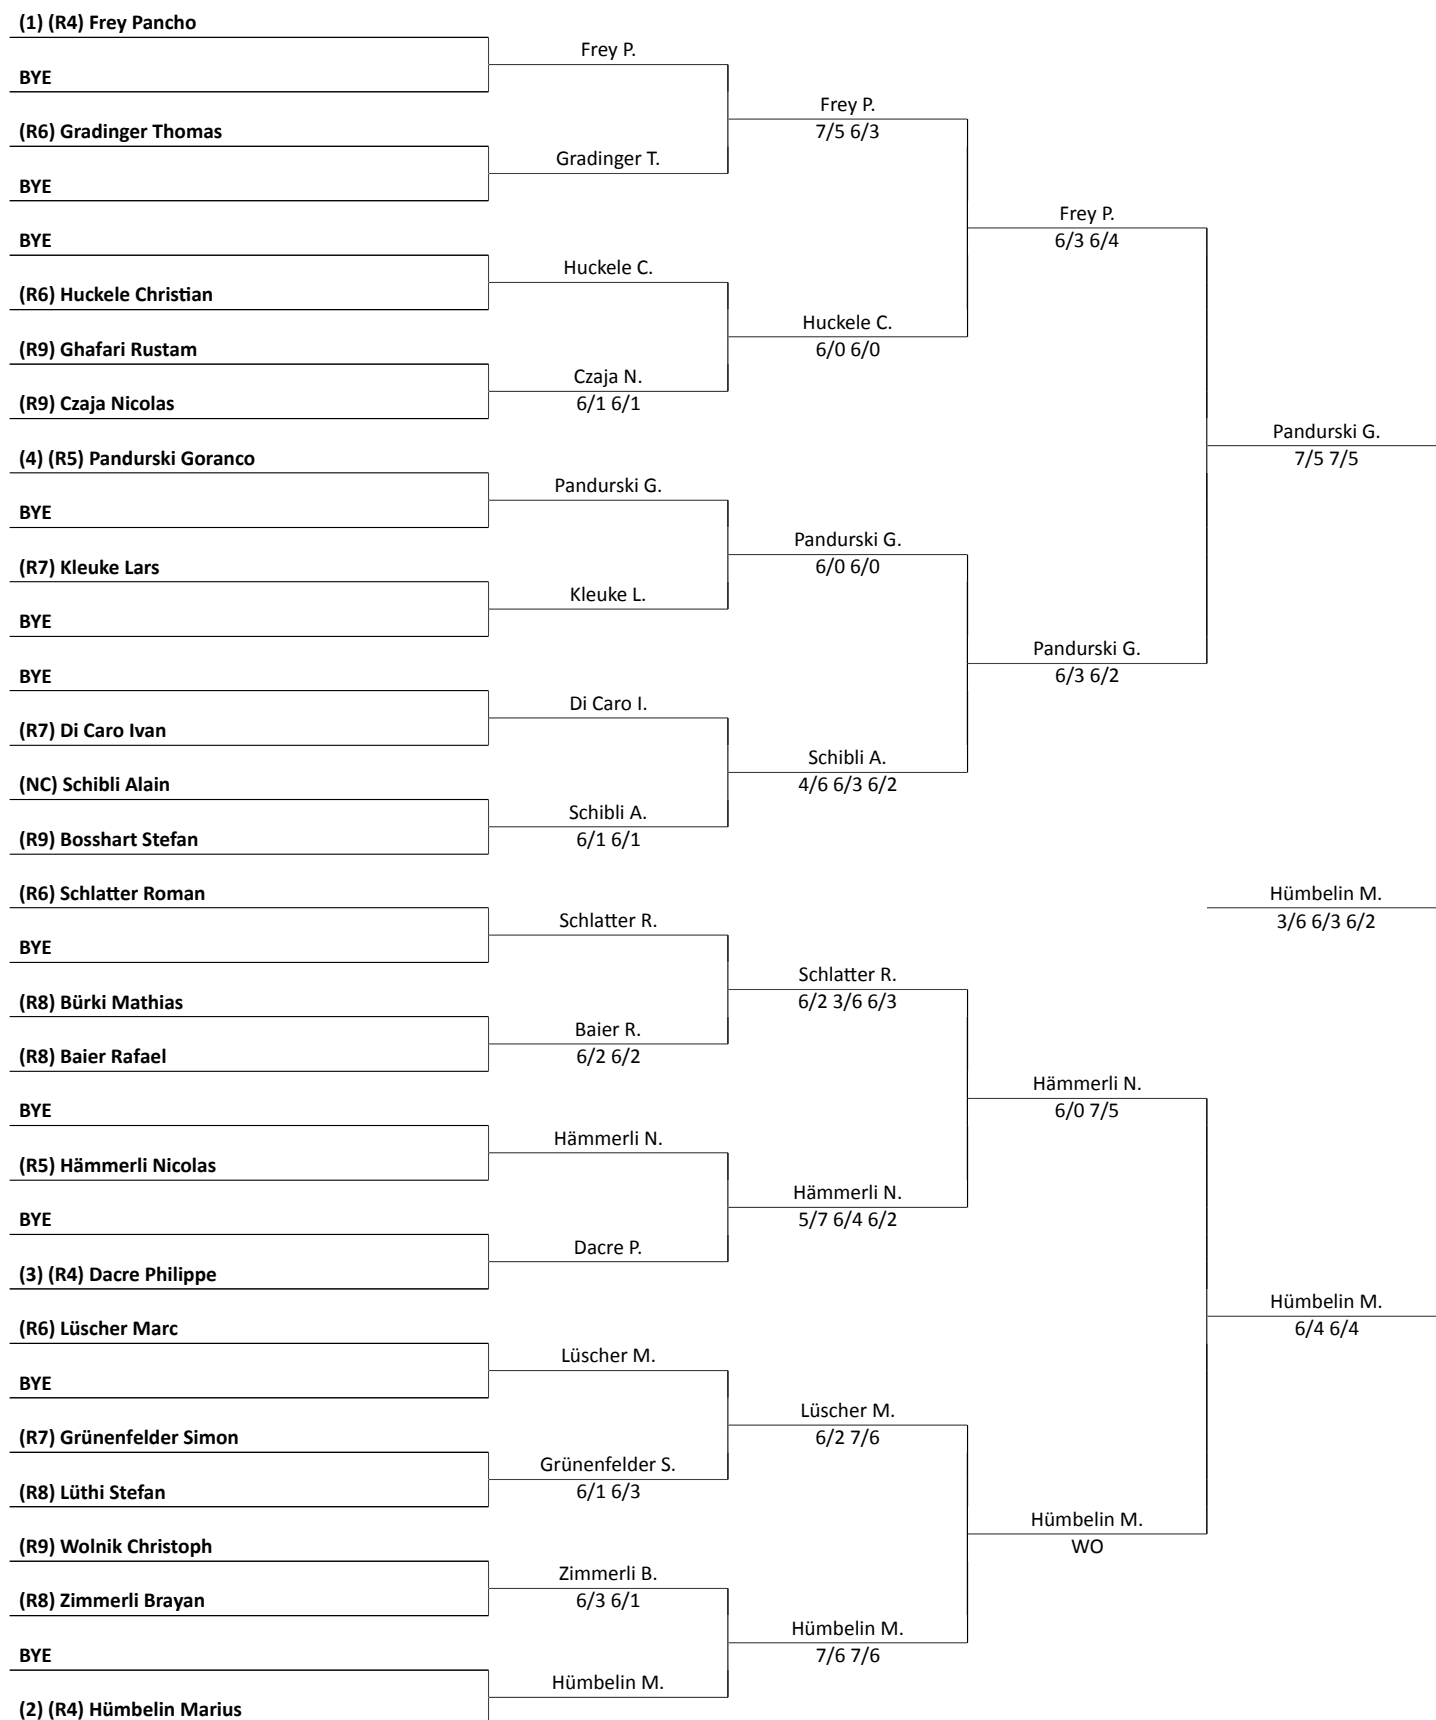 (1) (R4) Frey Pancho
Frey P.
BYE
Frey P.
7/5 6/3
(R6) Gradinger Thomas
Gradinger T.
BYE
Frey P.
6/3 6/4
BYE
Huckele C.
(R6) Huckele Christian
Huckele C.
6/0 6/0
(R9) Ghafari Rustam
Czaja N.
6/1 6/1
(R9) Czaja Nicolas
Pandurski G.
7/5 7/5
(4) (R5) Pandurski Goranco
Pandurski G.
BYE
Pandurski G.
6/0 6/0
(R7) Kleuke Lars
Kleuke L.
BYE
Pandurski G.
6/3 6/2
BYE
Di Caro I.
(R7) Di Caro Ivan
Schibli A.
4/6 6/3 6/2
(NC) Schibli Alain
Schibli A.
6/1 6/1
(R9) Bosshart Stefan
(R6) Schlatter Roman
Hümbelin M.
3/6 6/3 6/2
Schlatter R.
BYE
Schlatter R.
6/2 3/6 6/3
(R8) Bürki Mathias
Baier R.
6/2 6/2
(R8) Baier Rafael
Hämmerli N.
6/0 7/5
BYE
Hämmerli N.
(R5) Hämmerli Nicolas
Hämmerli N.
5/7 6/4 6/2
BYE
Dacre P.
(3) (R4) Dacre Philippe
Hümbelin M.
6/4 6/4
(R6) Lüscher Marc
Lüscher M.
BYE
Lüscher M.
6/2 7/6
(R7) Grünenfelder Simon
Grünenfelder S.
6/1 6/3
(R8) Lüthi Stefan
Hümbelin M.
WO
(R9) Wolnik Christoph
Zimmerli B.
6/3 6/1
(R8) Zimmerli Brayan
Hümbelin M.
7/6 7/6
BYE
Hümbelin M.
(2) (R4) Hümbelin Marius